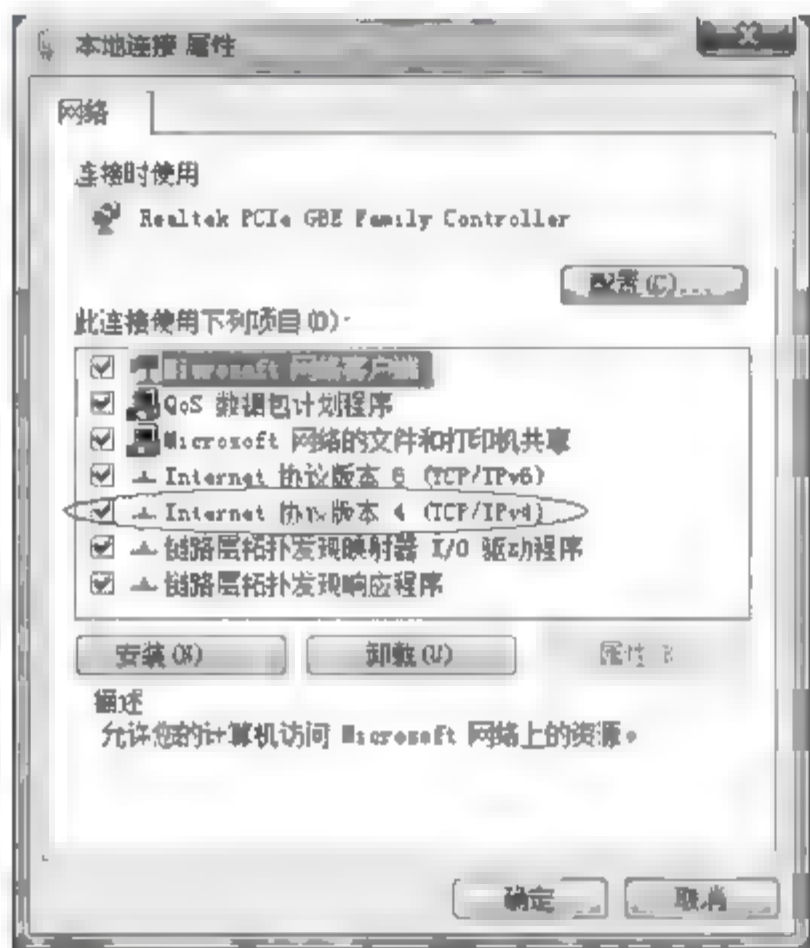 本地连接 属性
网络
连接时使用
Realtek PCIe GBE Family Controller
配置(C)...
此连接使用下列项目(O):
Microsoft 网络客户端
QoS 数据包计划程序
Microsoft 网络的文件和打印机共享
Internet 协议版本 6 (TCP/IPv6)
Internet 协议版本 4 (TCP/IPv4)
链路层拓扑发现映射器 I/O 驱动程序
链路层拓扑发现响应程序
安装(N) 卸载(U) 属性
描述
允许您的计算机访问 Microsoft 网络上的资源。
确定 取消